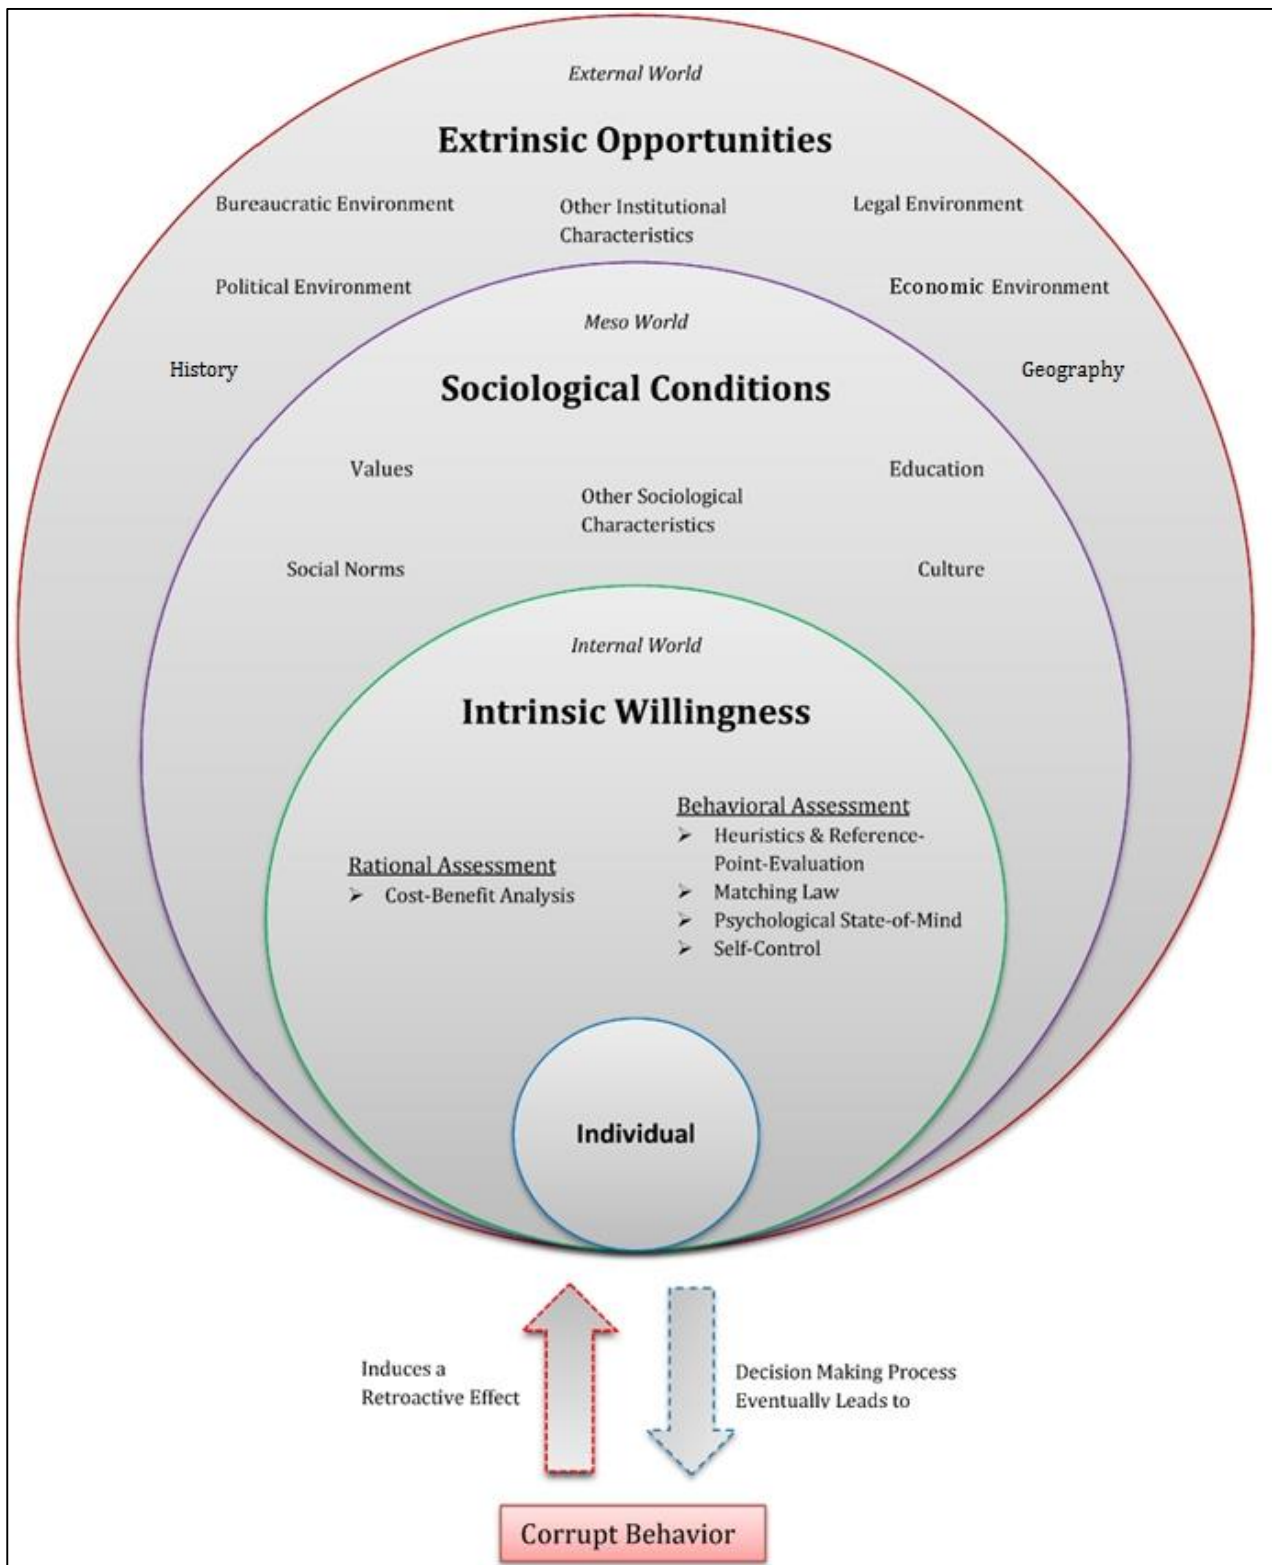 External World
Extrinsic Opportunities
Bureaucratic Environment
Other Institutional
Characteristics
Legal Environment
Political Environment
Economic Environment
History
Geography
Meso World
Sociological Conditions
Values
Education
Other Sociological
Characteristics
Social Norms
Culture
Internal World
Intrinsic Willingness
Rational Assessment
➢ Cost-Benefit Analysis
Behavioral Assessment
➢ Heuristics & Reference-
Point-Evaluation
➢ Matching Law
➢ Psychological State-of-Mind
➢ Self-Control
Individual
Induces a
Retroactive Effect
Decision Making Process
Eventually Leads to
Corrupt Behavior